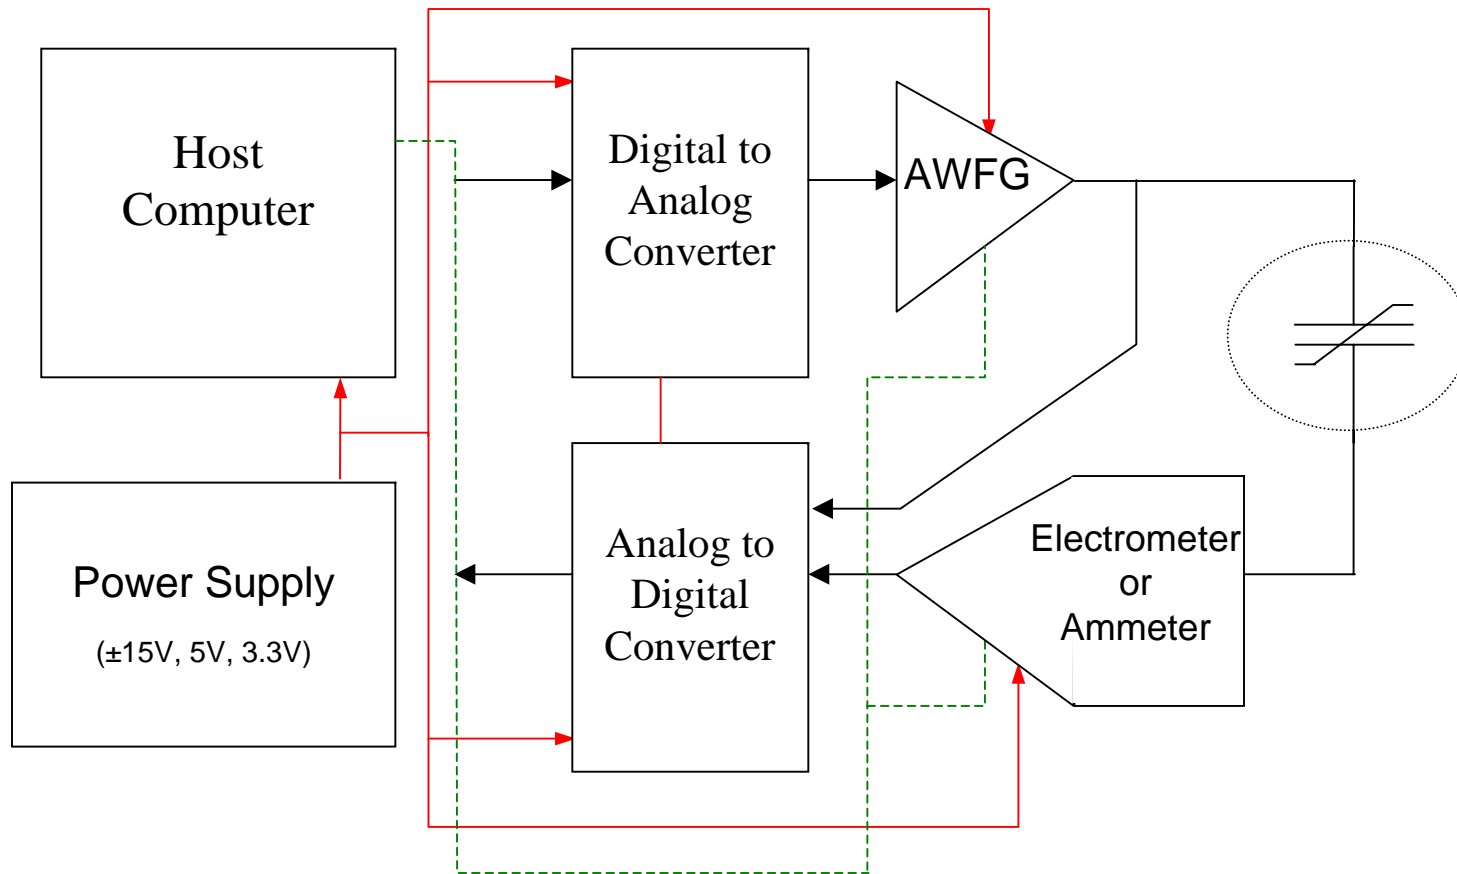 Host
Computer
Digital to
Analog
Converter
AWFG
Power Supply
(±15V, 5V, 3.3V)
Analog to
Digital
Converter
Electrometer
or
Ammeter